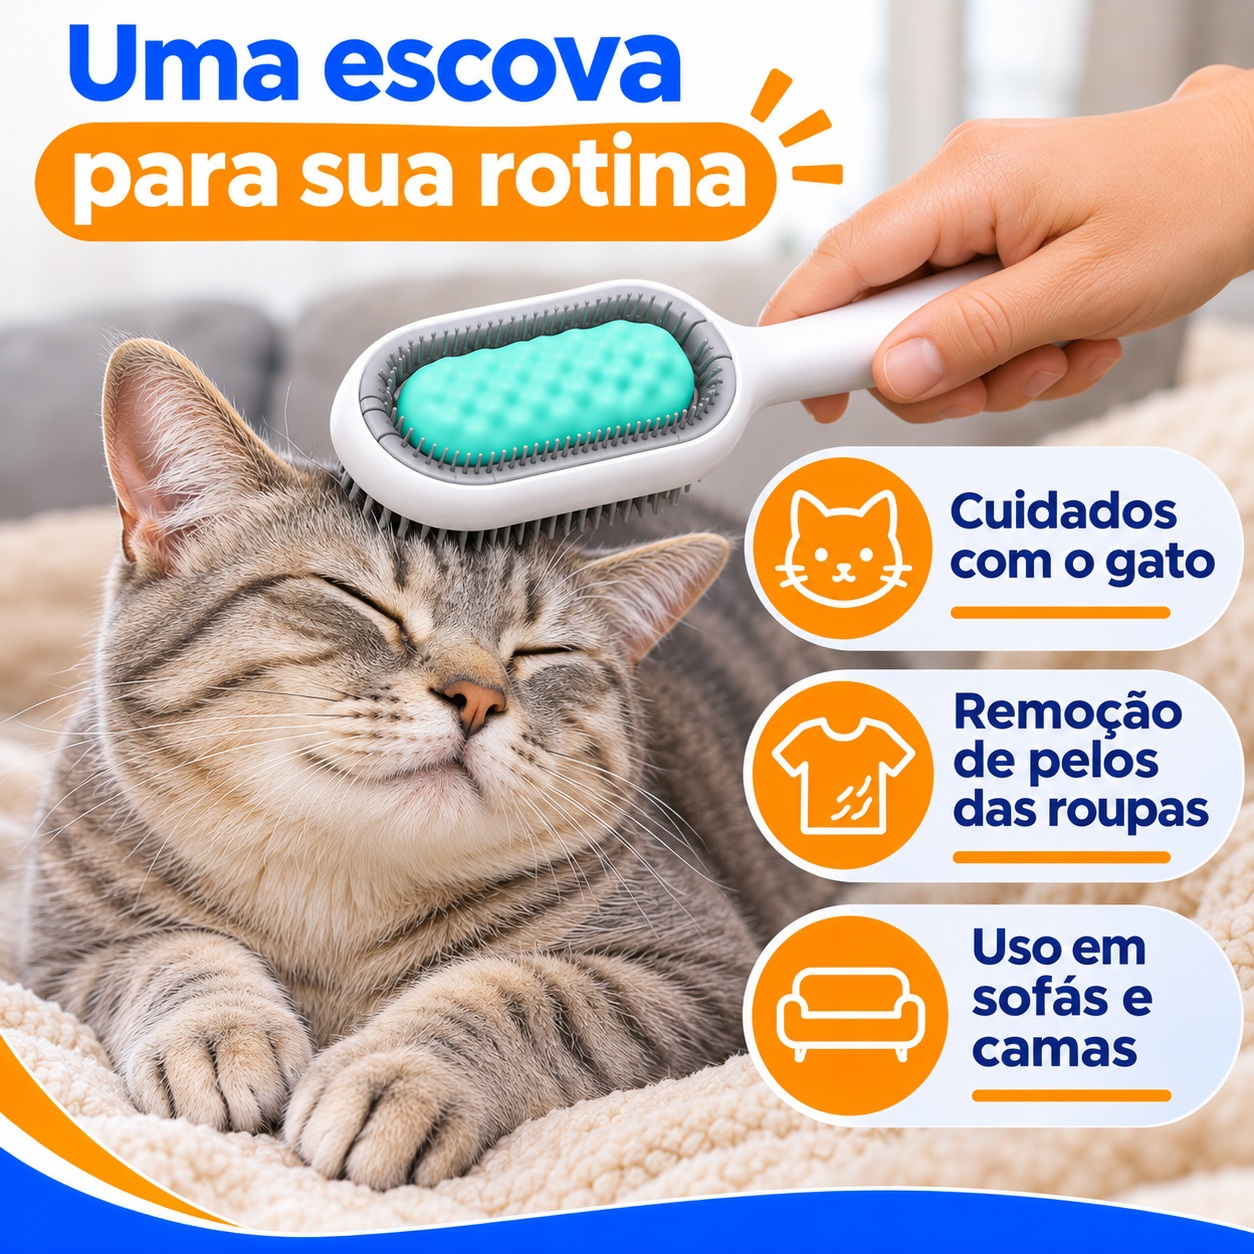 Uma escova
para sua rotina
Cuidados
com o gato
Remoção
de pelos
das roupas
Uso em
sofás e
camas